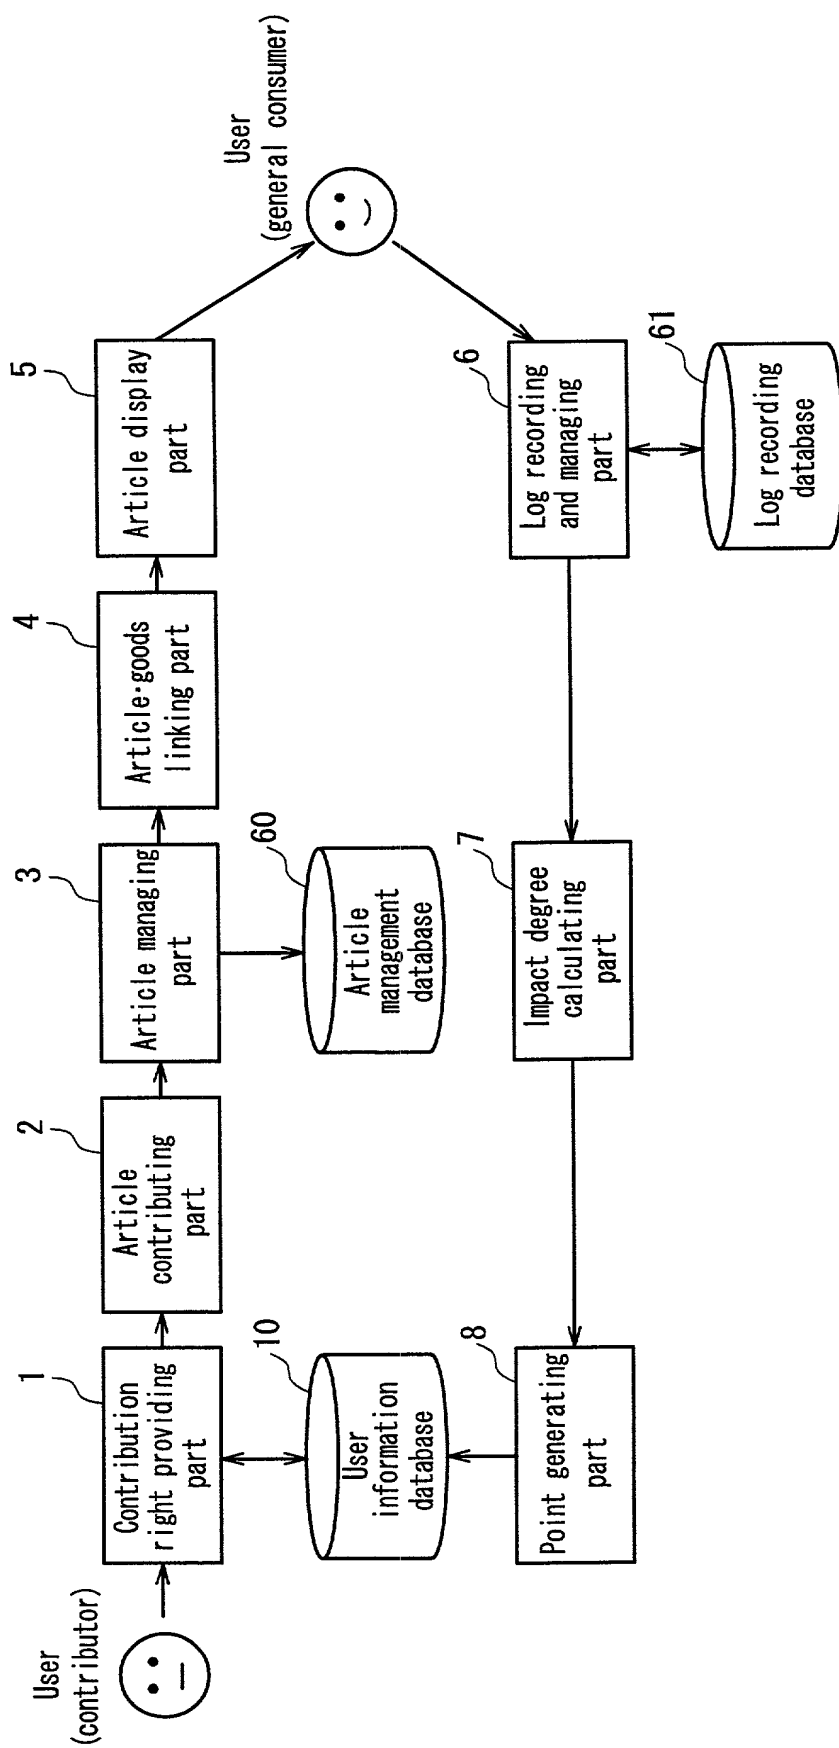 User
(contributor)
1
Contribution
right providing
part
2
Article
contributing
part
3
Article managing
part
4
Article·goods
linking part
5
Article display
part
User
(general consumer)
10
User
information
database
60
Article
management
database
8
Point generating
part
7
Impact degree
calculating
part
6
Log recording
and managing
part
61
Log recording
database